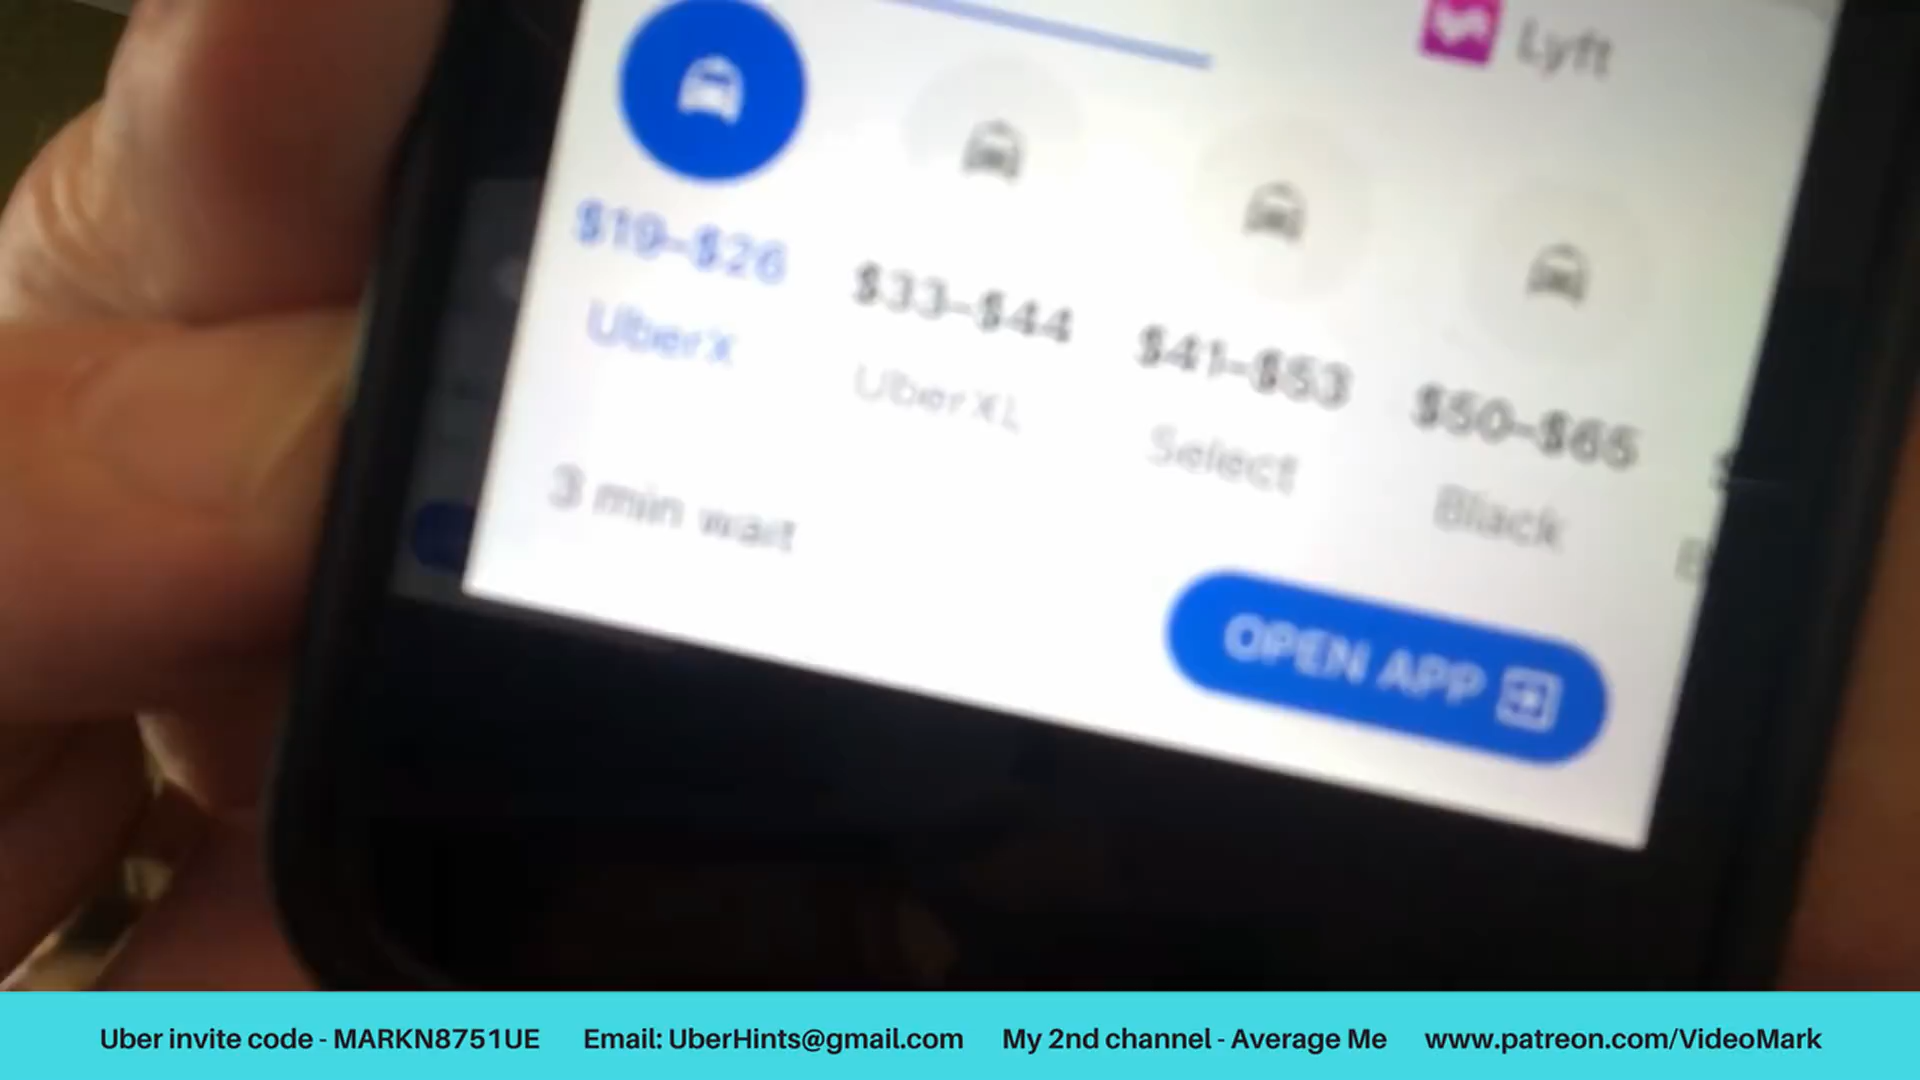 Lyft
$19–$26
$33–$44
$41–$53
$50–$65
UberX
UberXL
Select
Black
3 min wait
OPEN APP
Uber invite code - MARKN8751UE
Email: UberHints@gmail.com
My 2nd channel - Average Me
www.patreon.com/VideoMark